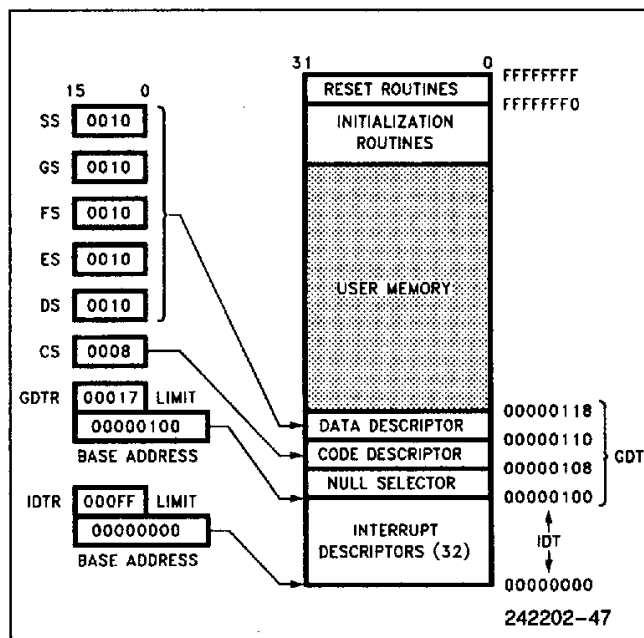 15 0
SS 0010
GS 0010
FS 0010
ES 0010
DS 0010
CS 0008
GDTR 00017 LIMIT
00000100
BASE ADDRESS
IDTR 000FF LIMIT
00000000
BASE ADDRESS
31 0
RESET ROUTINES
INITIALIZATION
ROUTINES
USER MEMORY
DATA DESCRIPTOR
CODE DESCRIPTOR
NULL SELECTOR
INTERRUPT
DESCRIPTORS (32)
FFFFFFFF
FFFFFFF0
00000118
00000110
00000108
00000100
GDT
IDT
00000000
242202-47